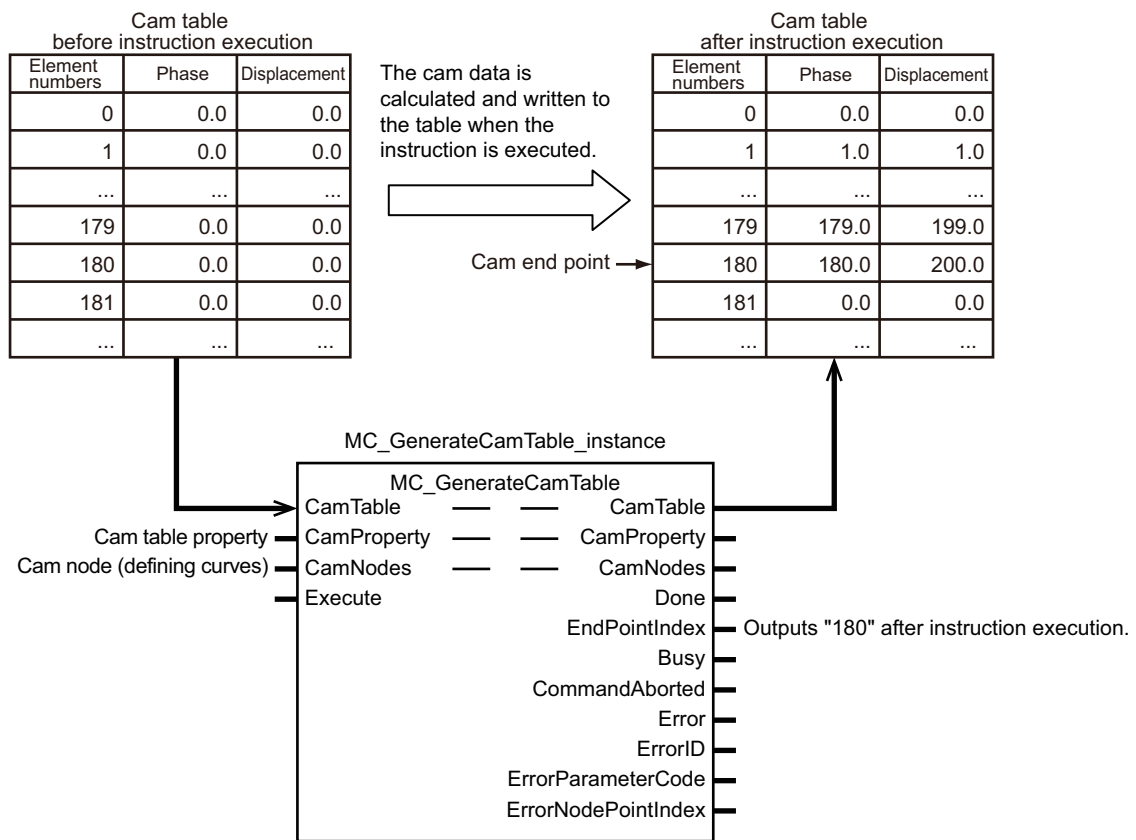 Cam table
before instruction execution
Element numbers Phase Displacement
0 0.0 0.0
1 0.0 0.0
... ... ...
179 0.0 0.0
180 0.0 0.0
181 0.0 0.0
... ... ...
The cam data is
calculated and written to
the table when the
instruction is executed.
Cam end point
Cam table
after instruction execution
Element numbers Phase Displacement
0 0.0 0.0
1 1.0 1.0
... ... ...
179 179.0 199.0
180 180.0 200.0
181 0.0 0.0
... ... ...
MC_GenerateCamTable_instance
MC_GenerateCamTable
CamTable CamTable
Cam table property CamProperty CamProperty
Cam node (defining curves) CamNodes CamNodes
Execute Done
EndPointIndex Outputs "180" after instruction execution.
Busy
CommandAborted
Error
ErrorID
ErrorParameterCode
ErrorNodePointIndex